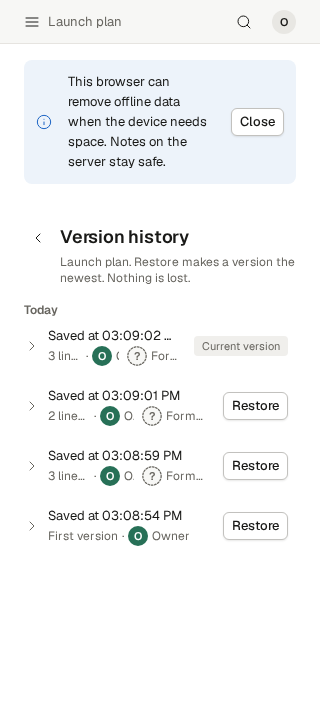 Launch plan
O
This browser can
remove offline data
when the device needs
space. Notes on the
server stay safe.
Close
Version history
Launch plan. Restore makes a version the
newest. Nothing is lost.
Today
Saved at 03:09:02 ...
3 lin... · O ? For...
Current version
Saved at 03:09:01 PM
2 line... · O O. ? Form...
Restore
Saved at 03:08:59 PM
3 line... · O O. ? Form...
Restore
Saved at 03:08:54 PM
First version · O Owner
Restore